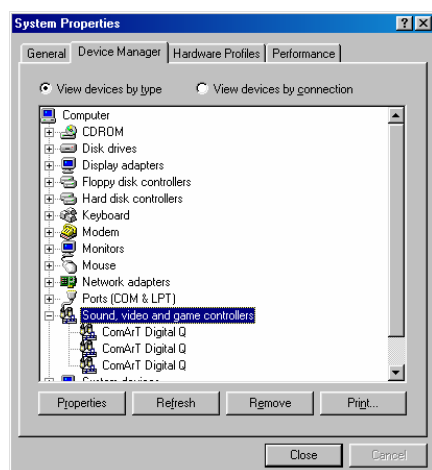 System Properties
General Device Manager Hardware Profiles Performance
View devices by type View devices by connection
Computer
CDROM
Disk drives
Display adapters
Floppy disk controllers
Hard disk controllers
Keyboard
Modem
Monitors
Mouse
Network adapters
Ports (COM & LPT)
Sound, video and game controllers
ComArT Digital Q
ComArT Digital Q
ComArT Digital Q
System devices
Properties Refresh Remove Print...
Close Cancel